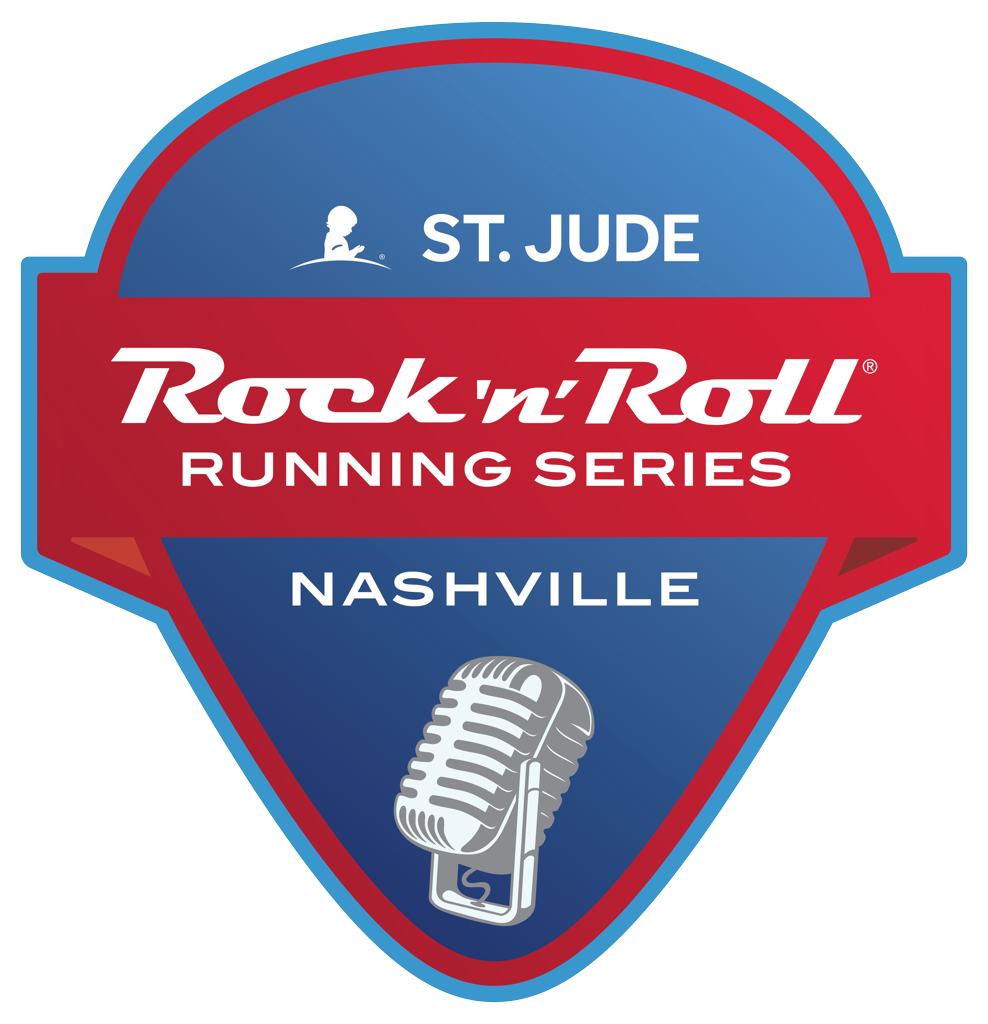 ® ST. JUDE
Rock 'n' Roll®
RUNNING SERIES
NASHVILLE